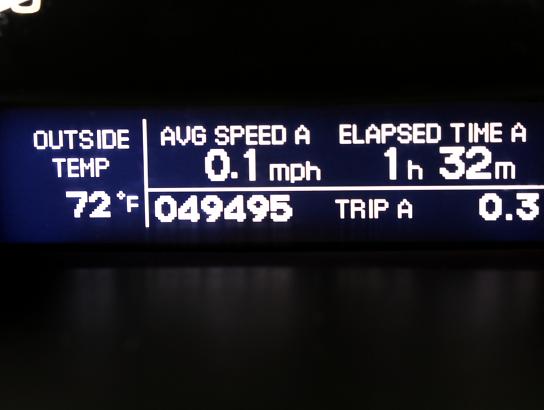 OUTSIDE TEMP
72°F
AVG SPEED A ELAPSED TIME A
0.1 mph 1h 32m
049495 TRIP A 0.3